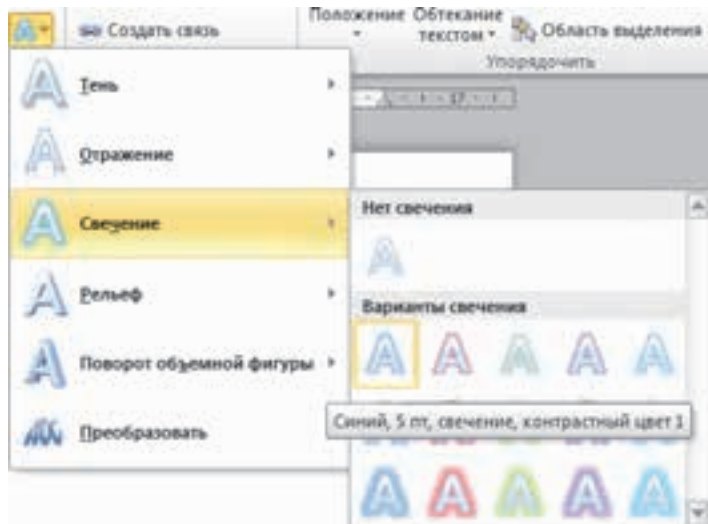 Создать связь
Положение
Обтекание текстом
Область выделения
Упорядочить
17
Тень
Отражение
Свечение
Рельеф
Поворот объемной фигуры
Преобразовать
Нет свечения
Варианты свечения
Синий, 5 пт, свечение, контрастный цвет 1